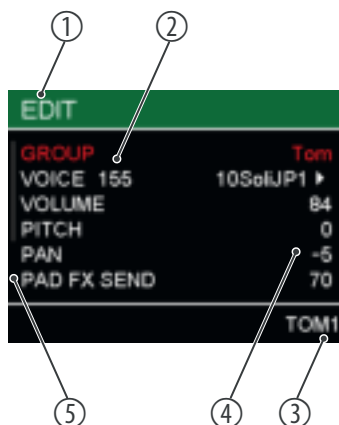 ① ②
EDIT
GROUP Tom
VOICE 155 10SoliJP1 ▶
VOLUME 84
PITCH 0
PAN -5
PAD FX SEND 70
TOM1
⑤ ④ ③